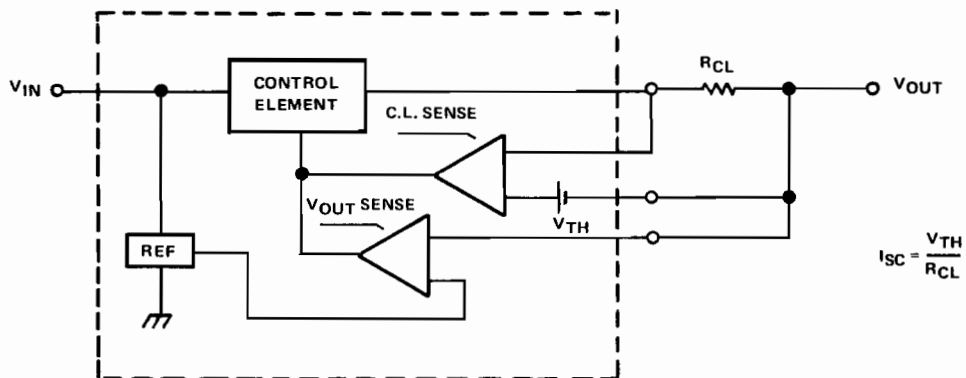 VIN
CONTROL
ELEMENT
RCL
VOUT
C.L. SENSE
VTH
VOUT SENSE
REF
ISC = VTH
RCL